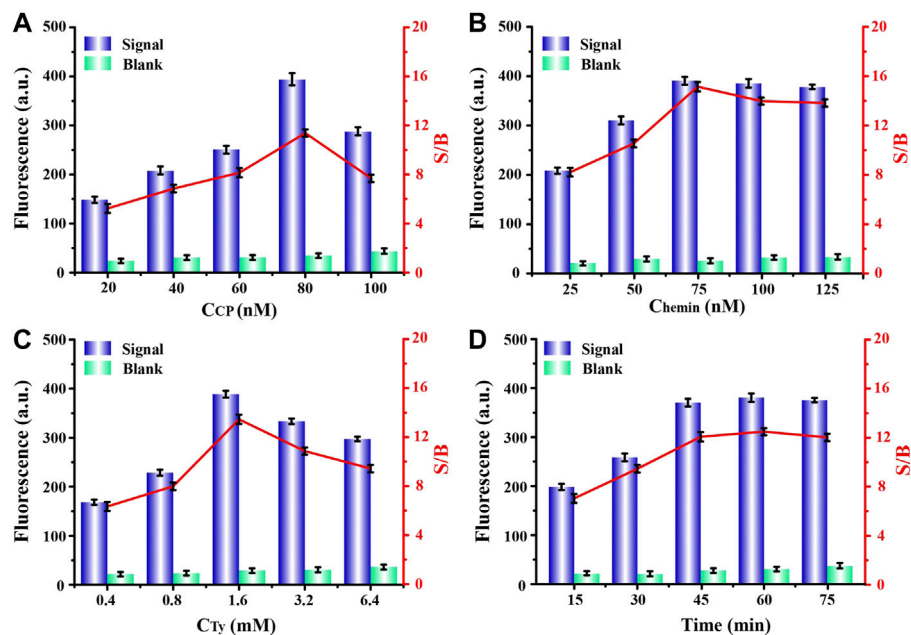 A
Signal
Blank
Fluorescence (a.u.)
500
400
300
200
100
0
20
16
12
8
4
0
S/B
20 40 60 80 100
CCP (nM)
B
Signal
Blank
Fluorescence (a.u.)
500
400
300
200
100
0
20
16
12
8
4
0
S/B
25 50 75 100 125
Chemin (nM)
C
Signal
Blank
Fluorescence (a.u.)
500
400
300
200
100
0
20
16
12
8
4
0
S/B
0.4 0.8 1.6 3.2 6.4
CTy (mM)
D
Signal
Blank
Fluorescence (a.u.)
500
400
300
200
100
0
20
16
12
8
4
0
S/B
15 30 45 60 75
Time (min)